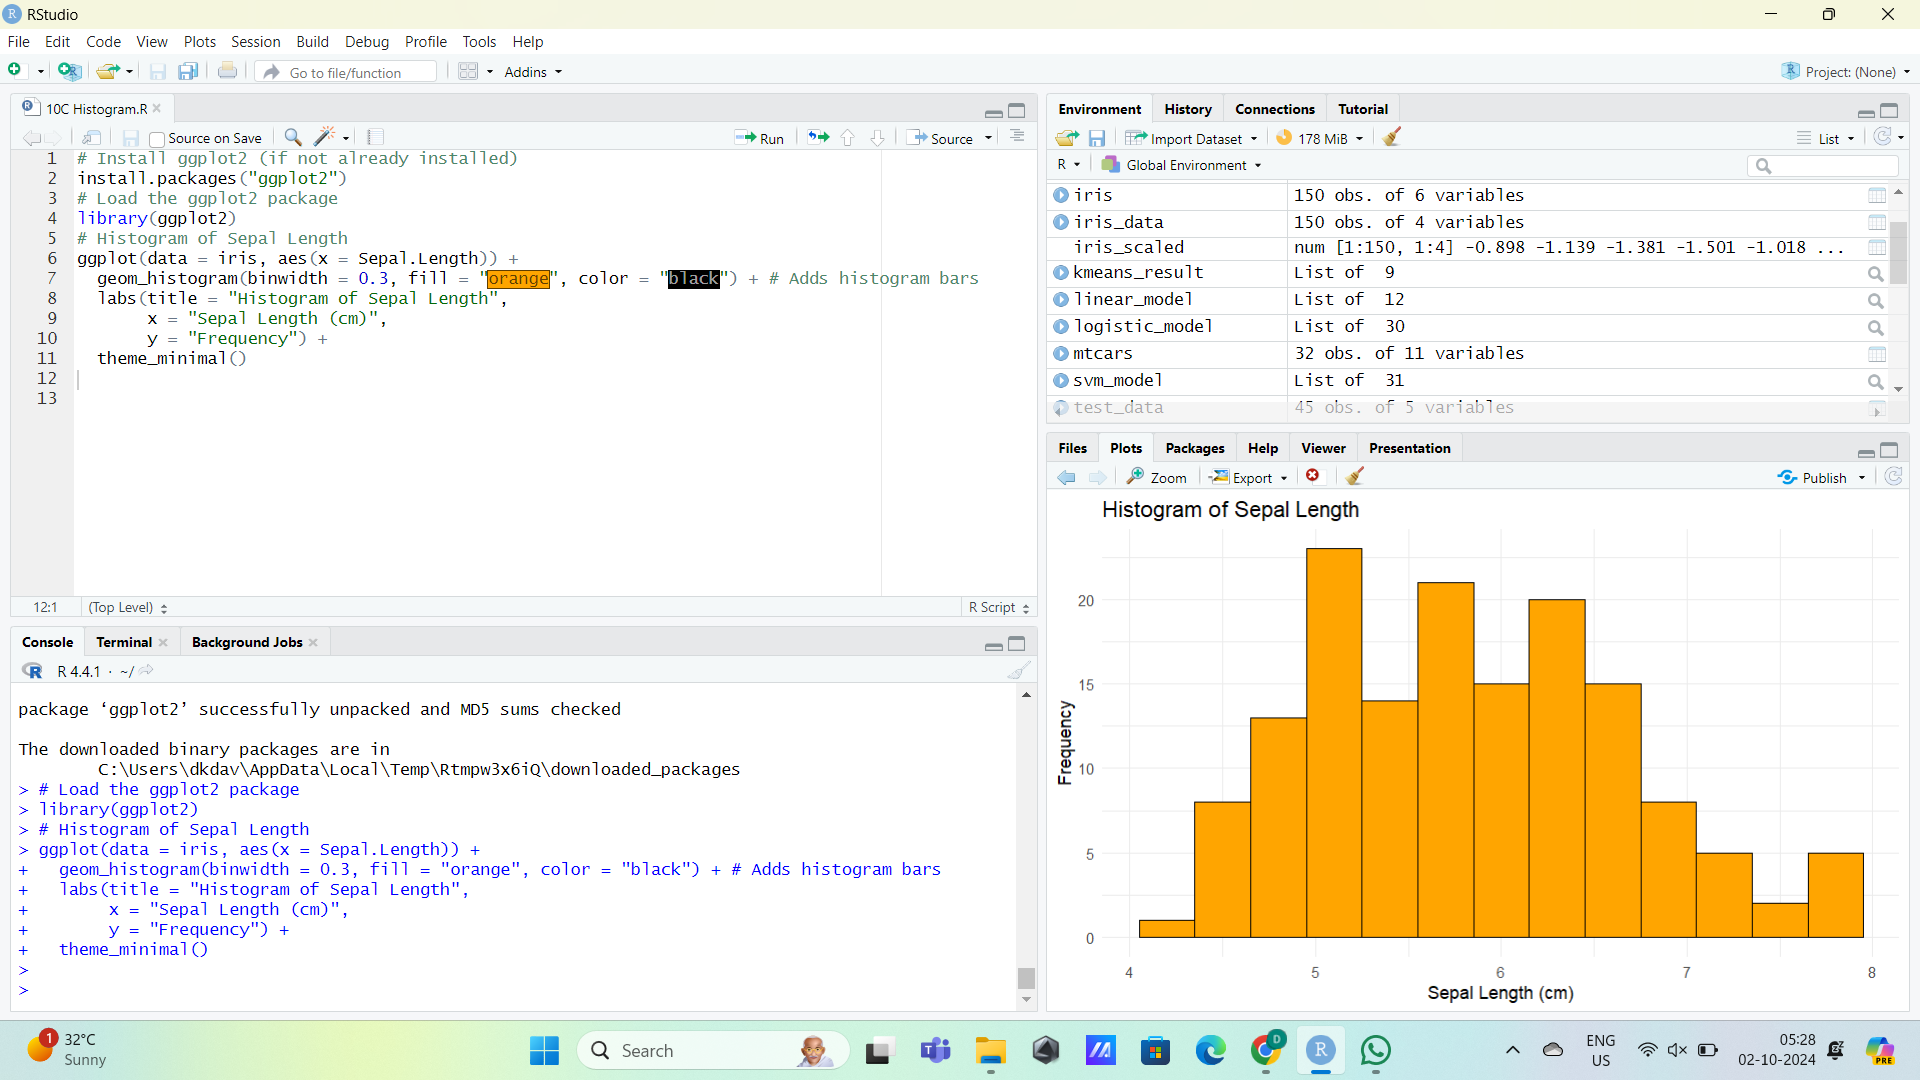 RStudio
File Edit Code View Plots Session Build Debug Profile Tools Help
Go to file/function Addins Project: (None)
10C Histogram.R
Source on Save Run Source
1 # Install ggplot2 (if not already installed)
2 install.packages("ggplot2")
3 # Load the ggplot2 package
4 library(ggplot2)
5 # Histogram of Sepal Length
6 ggplot(data = iris, aes(x = Sepal.Length)) +
7 geom_histogram(binwidth = 0.3, fill = "orange", color = "black") + # Adds histogram bars
8 labs(title = "Histogram of Sepal Length",
9 x = "Sepal Length (cm)",
10 y = "Frequency") +
11 theme_minimal()
12
13
12:1 (Top Level) R Script
Console Terminal Background Jobs
R 4.4.1 · ~/
package ‘ggplot2’ successfully unpacked and MD5 sums checked
The downloaded binary packages are in
C:\Users\dkdav\AppData\Local\Temp\Rtmpw3x6iQ\downloaded_packages
> # Load the ggplot2 package
> library(ggplot2)
> # Histogram of Sepal Length
> ggplot(data = iris, aes(x = Sepal.Length)) +
+ geom_histogram(binwidth = 0.3, fill = "orange", color = "black") + # Adds histogram bars
+ labs(title = "Histogram of Sepal Length",
+ x = "Sepal Length (cm)",
+ y = "Frequency") +
+ theme_minimal()
>
>
Environment History Connections Tutorial
Import Dataset 178 MiB List
R Global Environment
iris 150 obs. of 6 variables
iris_data 150 obs. of 4 variables
iris_scaled num [1:150, 1:4] -0.898 -1.139 -1.381 -1.501 -1.018 ...
kmeans_result List of 9
linear_model List of 12
logistic_model List of 30
mtcars 32 obs. of 11 variables
svm_model List of 31
test_data 45 obs. of 5 variables
Files Plots Packages Help Viewer Presentation
Zoom Export Publish
Histogram of Sepal Length
20
15
10
5
0
Frequency
4 5 6 7 8
Sepal Length (cm)
1 32°C
Sunny
Search
D
R
ENG
US
05:28
02-10-2024
PRE